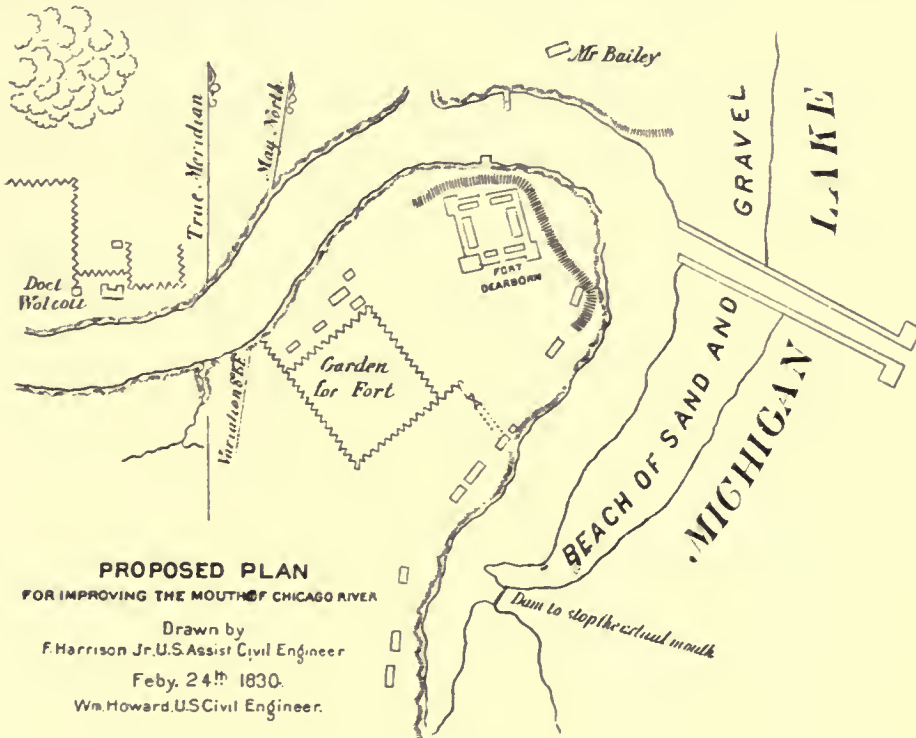 Mr Bailey
GRAVEL
LAKE
True Meridian
May North
Doct
Wolcott
FORT
DEARBORN
Garden
for Fort
BEACH OF SAND AND
MICHIGAN
PROPOSED PLAN
FOR IMPROVING THE MOUTH OF CHICAGO RIVER
Dam to stop the actual mouth
Drawn by
F. Harrison Jr. U.S. Assist Civil Engineer
Feby. 24th 1830.
Wm. Howard, U.S Civil Engineer.